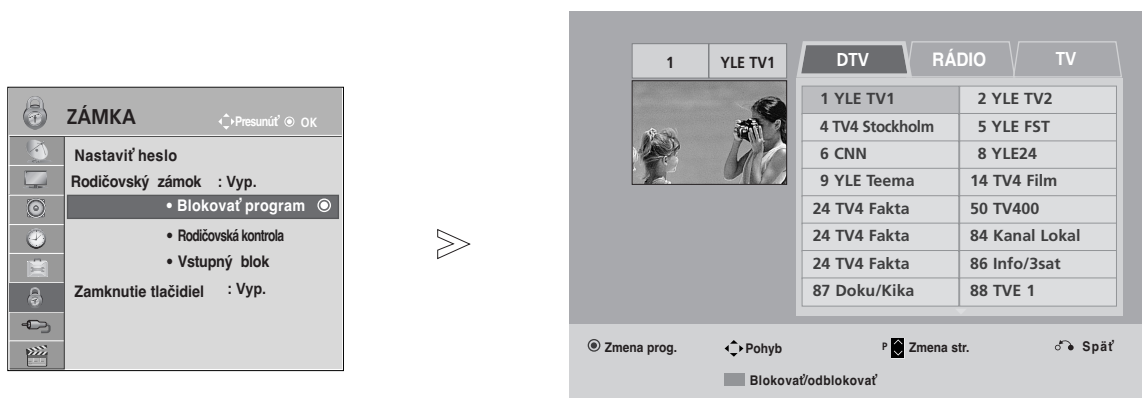 ZÁMKA Presunúť OK
Nastaviť heslo
Rodičovský zámok : Vyp.
• Blokovať program
• Rodičovská kontrola
• Vstupný blok
Zamknutie tlačidiel : Vyp.
1 YLE TV1
DTV RÁDIO TV
1 YLE TV1 2 YLE TV2
4 TV4 Stockholm 5 YLE FST
6 CNN 8 YLE24
9 YLE Teema 14 TV4 Film
24 TV4 Fakta 50 TV400
24 TV4 Fakta 84 Kanal Lokal
24 TV4 Fakta 86 Info/3sat
87 Doku/Kika 88 TVE 1
Zmena prog. Pohyb P Zmena str. Späť
Blokovať/odblokovať